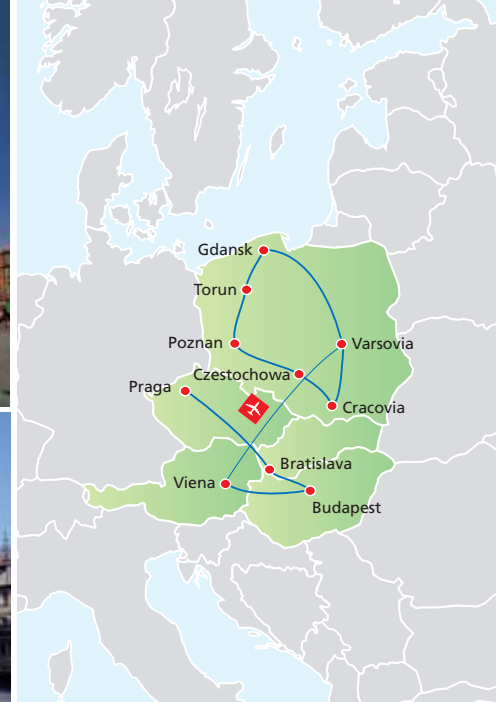 Gdansk
Torun
Poznan
Varsovia
Czestochowa
Praga
Cracovia
Bratislava
Viena
Budapest